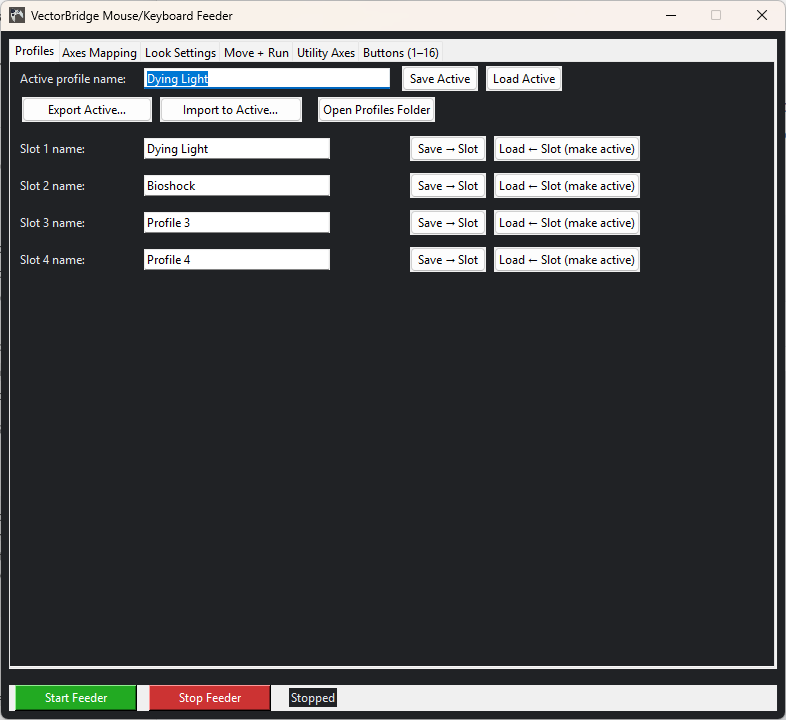 VectorBridge Mouse/Keyboard Feeder
Profiles Axes Mapping Look Settings Move + Run Utility Axes Buttons (1–16)
Active profile name: Dying Light Save Active Load Active
Export Active... Import to Active... Open Profiles Folder
Slot 1 name: Dying Light Save → Slot Load ← Slot (make active)
Slot 2 name: Bioshock Save → Slot Load ← Slot (make active)
Slot 3 name: Profile 3 Save → Slot Load ← Slot (make active)
Slot 4 name: Profile 4 Save → Slot Load ← Slot (make active)
Start Feeder Stop Feeder Stopped